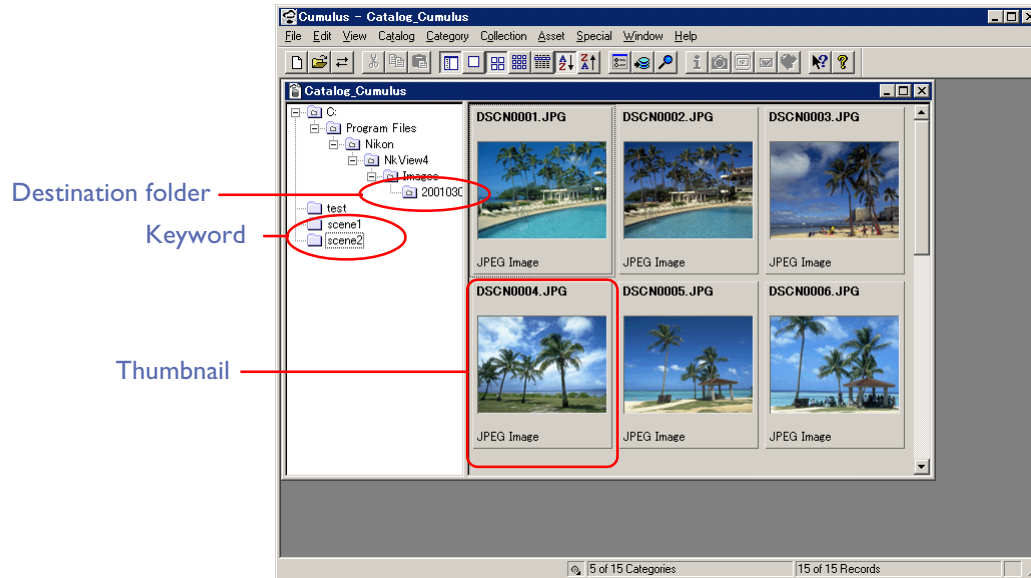 Cumulus - Catalog_Cumulus
File Edit View Catalog Category Collection Asset Special Window Help
Catalog_Cumulus
C:
Program Files
Nikon
NkView4
Images
2001030
test
scene1
scene2
Destination folder
Keyword
Thumbnail
DSCN0001.JPG DSCN0002.JPG DSCN0003.JPG
JPEG Image JPEG Image JPEG Image
DSCN0004.JPG DSCN0005.JPG DSCN0006.JPG
JPEG Image JPEG Image JPEG Image
5 of 15 Categories 15 of 15 Records